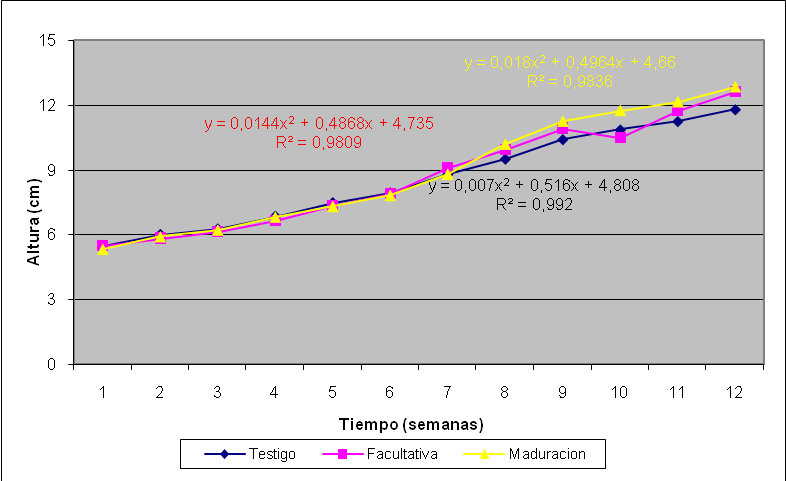 15
y = 0,018x² + 0,4964x + 4,66
R² = 0,9836
12
y = 0,0144x² + 0,4868x + 4,735
R² = 0,9809
9
y = 0,007x² + 0,516x + 4,808
R² = 0,992
Altura (cm)
6
3
0
1 2 3 4 5 6 7 8 9 10 11 12
Tiempo (semanas)
Testigo Facultativa Maduracion